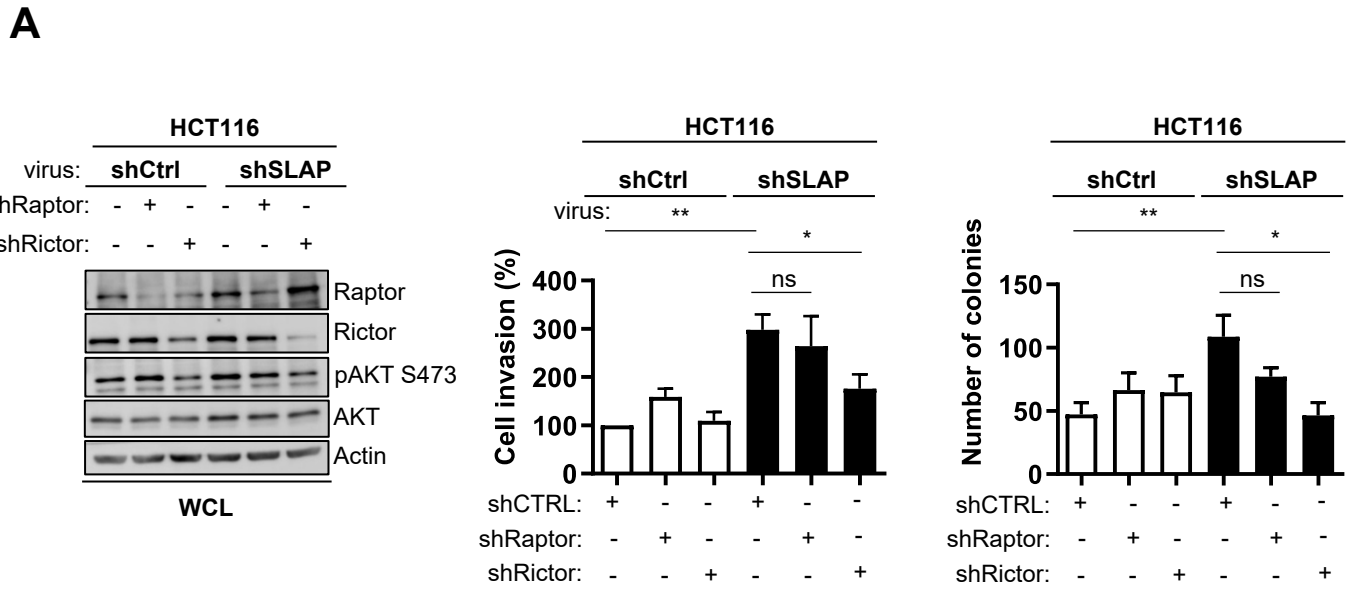 A
HCT116
virus: shCtrl shSLAP
hRaptor: - + - - + -
shRictor: - - + - - +
Raptor
Rictor
pAKT S473
AKT
Actin
WCL
HCT116
shCtrl shSLAP
virus:
**
*
ns
Cell invasion (%)
400
300
200
100
0
shCTRL: + - - + - -
shRaptor: - + - - + -
shRictor: - - + - - +
HCT116
shCtrl shSLAP
**
*
ns
Number of colonies
150
100
50
0
shCTRL: + - - + - -
shRaptor: - + - - + -
shRictor: - - + - - +